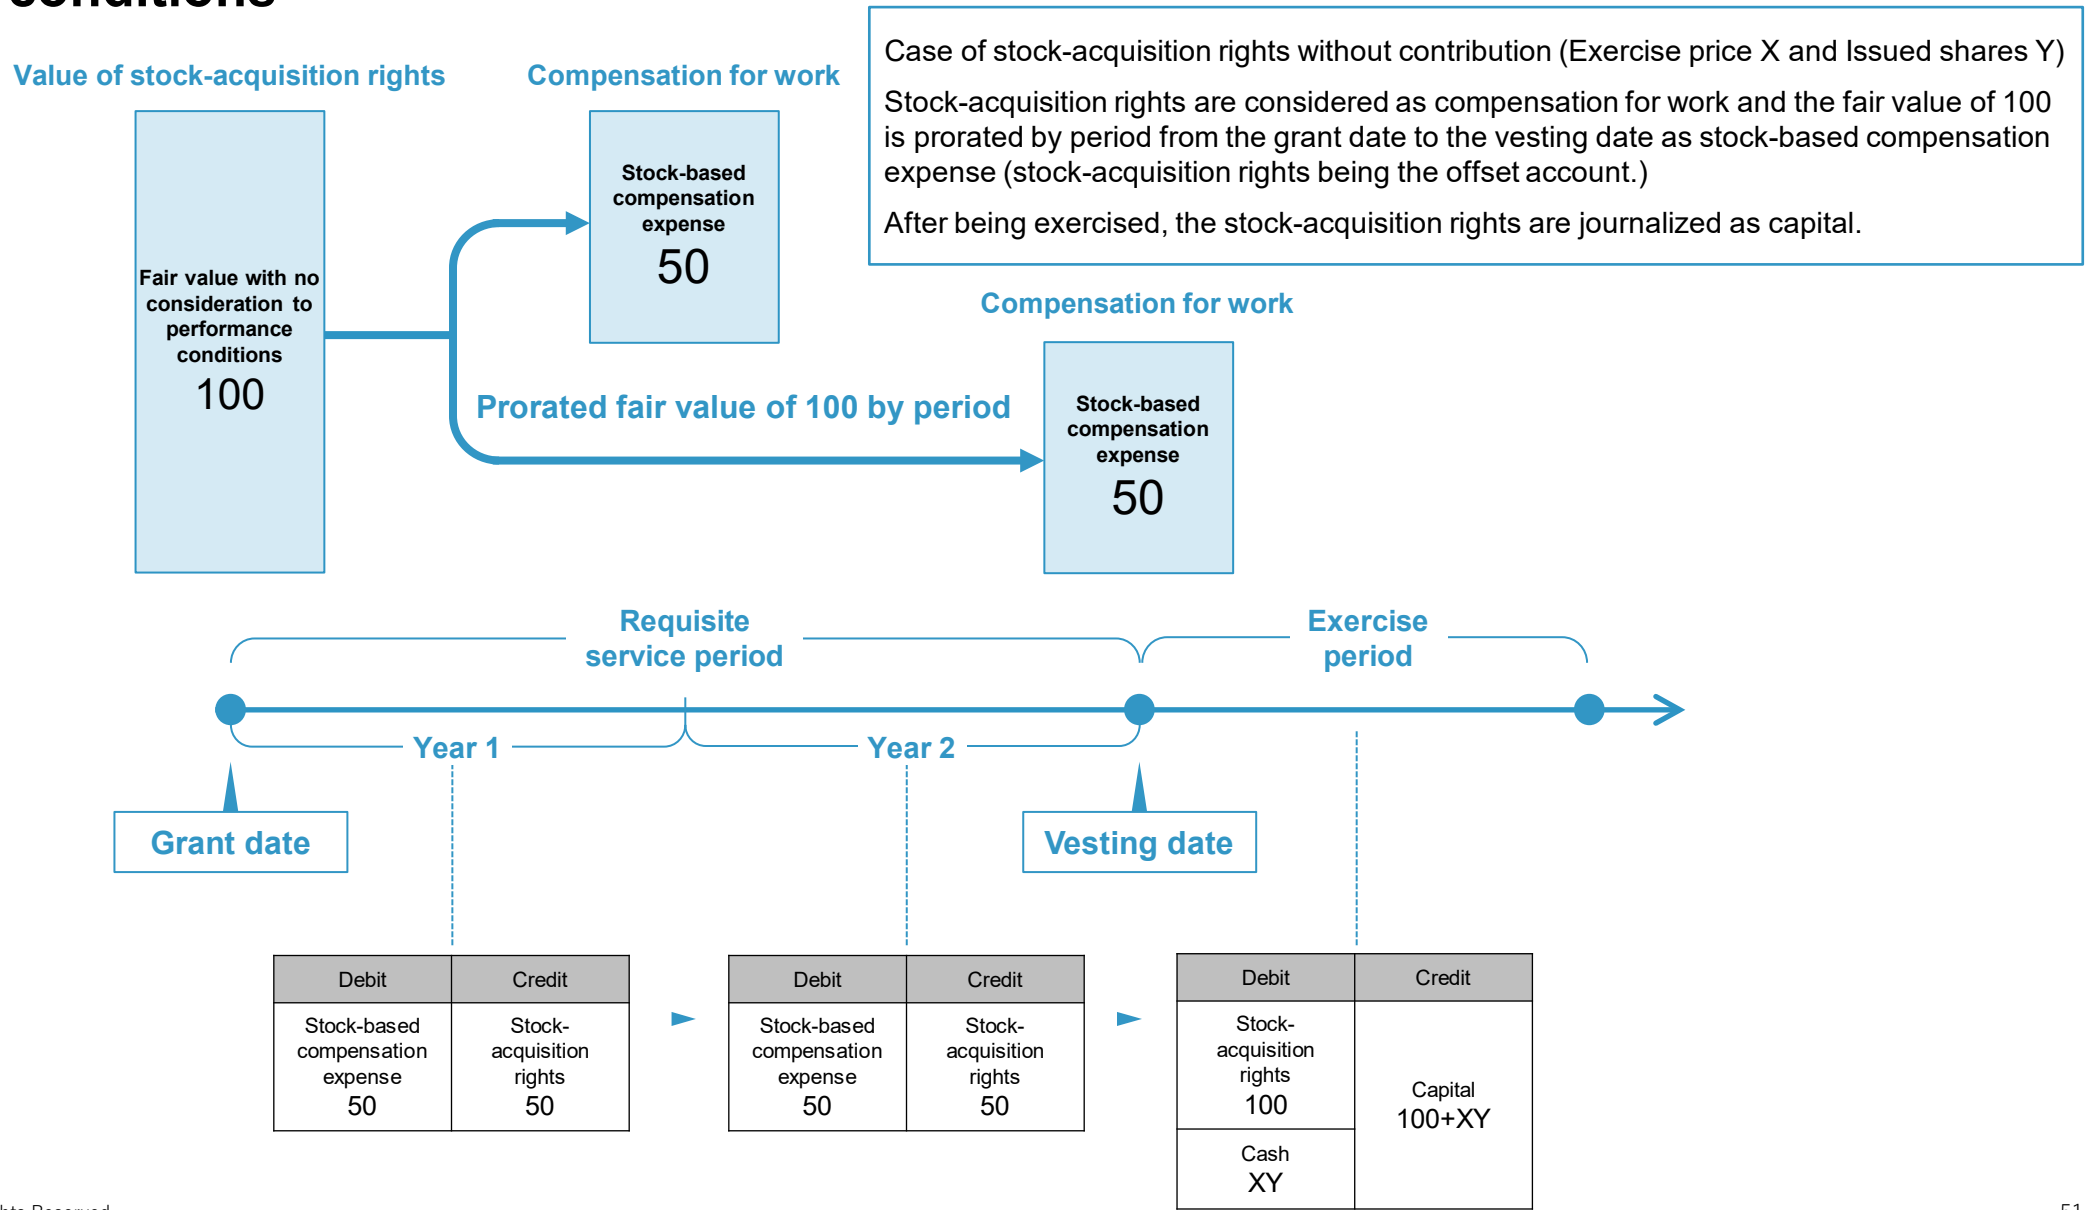 conditions
Value of stock-acquisition rights
Compensation for work
Case of stock-acquisition rights without contribution (Exercise price X and Issued shares Y)
Stock-acquisition rights are considered as compensation for work and the fair value of 100
is prorated by period from the grant date to the vesting date as stock-based compensation
expense (stock-acquisition rights being the offset account.)
After being exercised, the stock-acquisition rights are journalized as capital.
Fair value with no
consideration to
performance
conditions
100
Stock-based
compensation
expense
50
Compensation for work
Prorated fair value of 100 by period
Stock-based
compensation
expense
50
Requisite
service period
Exercise
period
Year 1
Year 2
Grant date
Vesting date
Debit
Credit
Stock-based
compensation
expense
50
Stock-
acquisition
rights
50
Debit
Credit
Stock-based
compensation
expense
50
Stock-
acquisition
rights
50
Debit
Credit
Stock-
acquisition
rights
100
Cash
XY
Capital
100+XY
Reserved
51